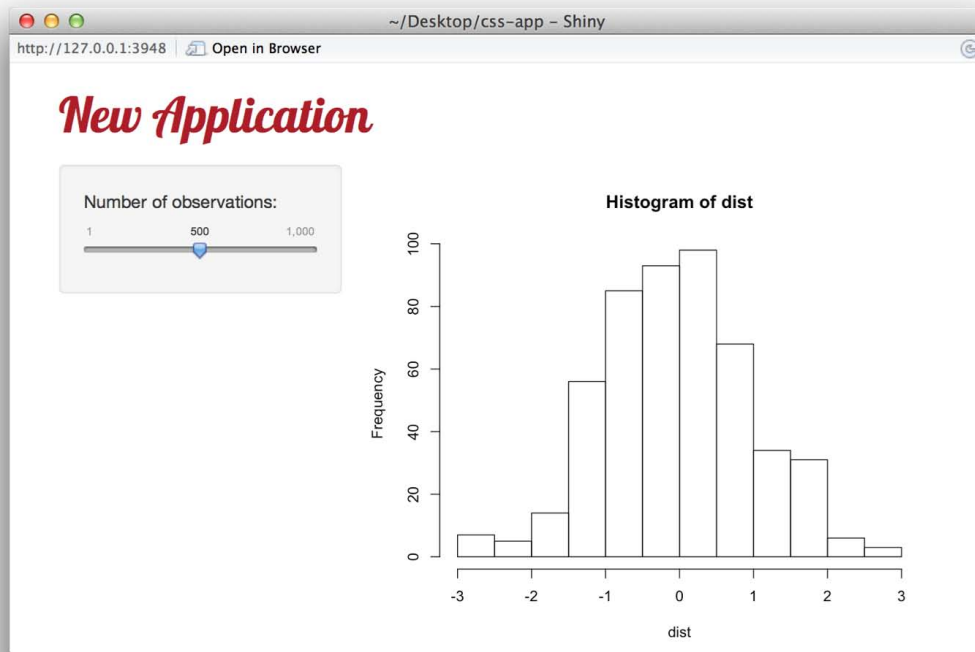 ~/Desktop/css-app – Shiny
http://127.0.0.1:3948 Open in Browser
New Application
Number of observations:
1 500 1,000
Histogram of dist
Frequency
100
80
60
40
20
0
-3 -2 -1 0 1 2 3
dist